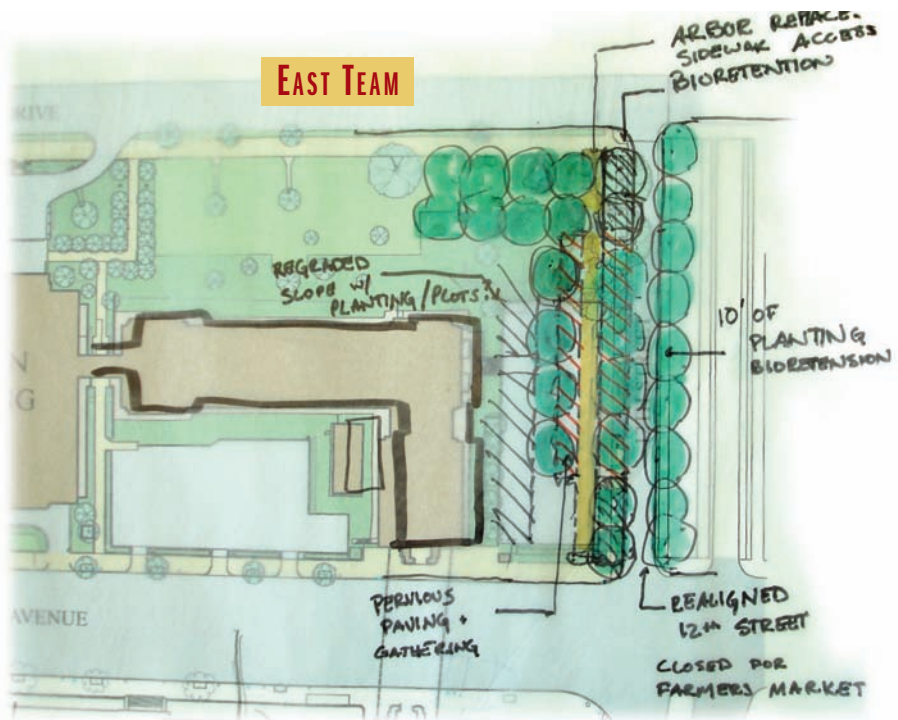 ARBOR REPLACE.
SIDEWALK ACCESS
BIORETENTION
EAST TEAM
RIVE
REGRADED
SLOPE W/
PLANTING / PLOTS
10' OF
PLANTING
BIORETENSION
N
G
PERVIOUS
PAVING +
GATHERING
REALIGNED
12th STREET
CLOSED FOR
FARMERS MARKET
AVENUE